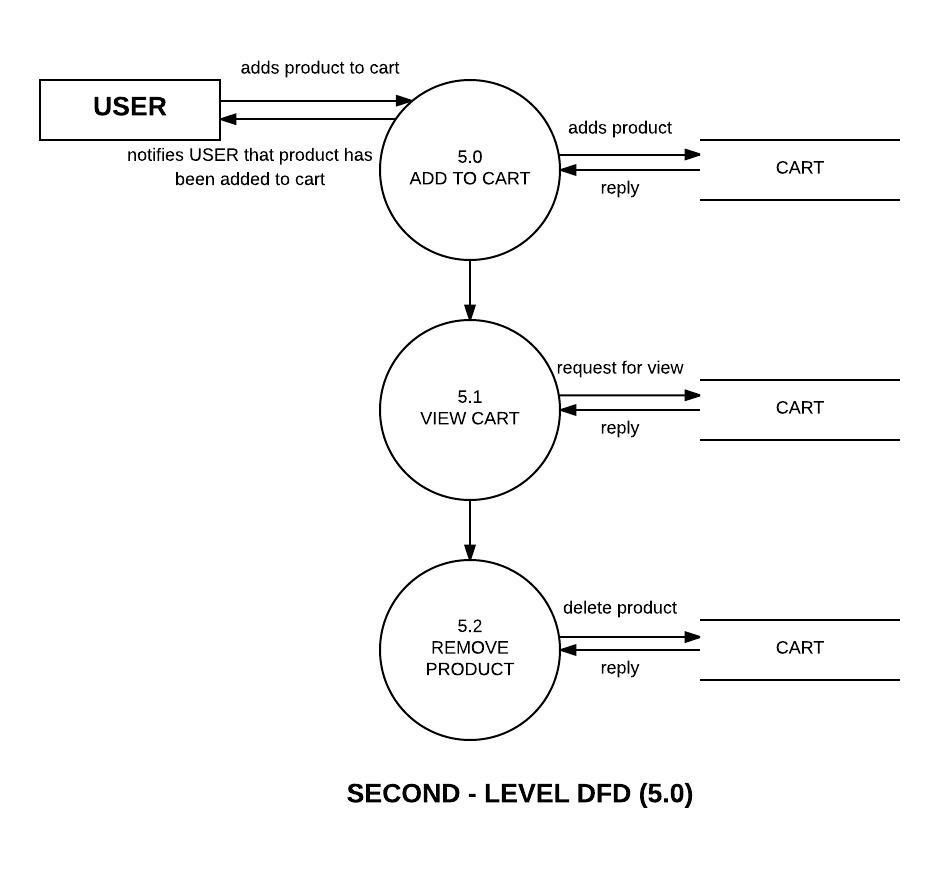 adds product to cart
USER
notifies USER that product has
been added to cart
5.0
ADD TO CART
adds product
CART
reply
5.1
VIEW CART
request for view
CART
reply
5.2
REMOVE
PRODUCT
delete product
CART
reply
SECOND - LEVEL DFD (5.0)